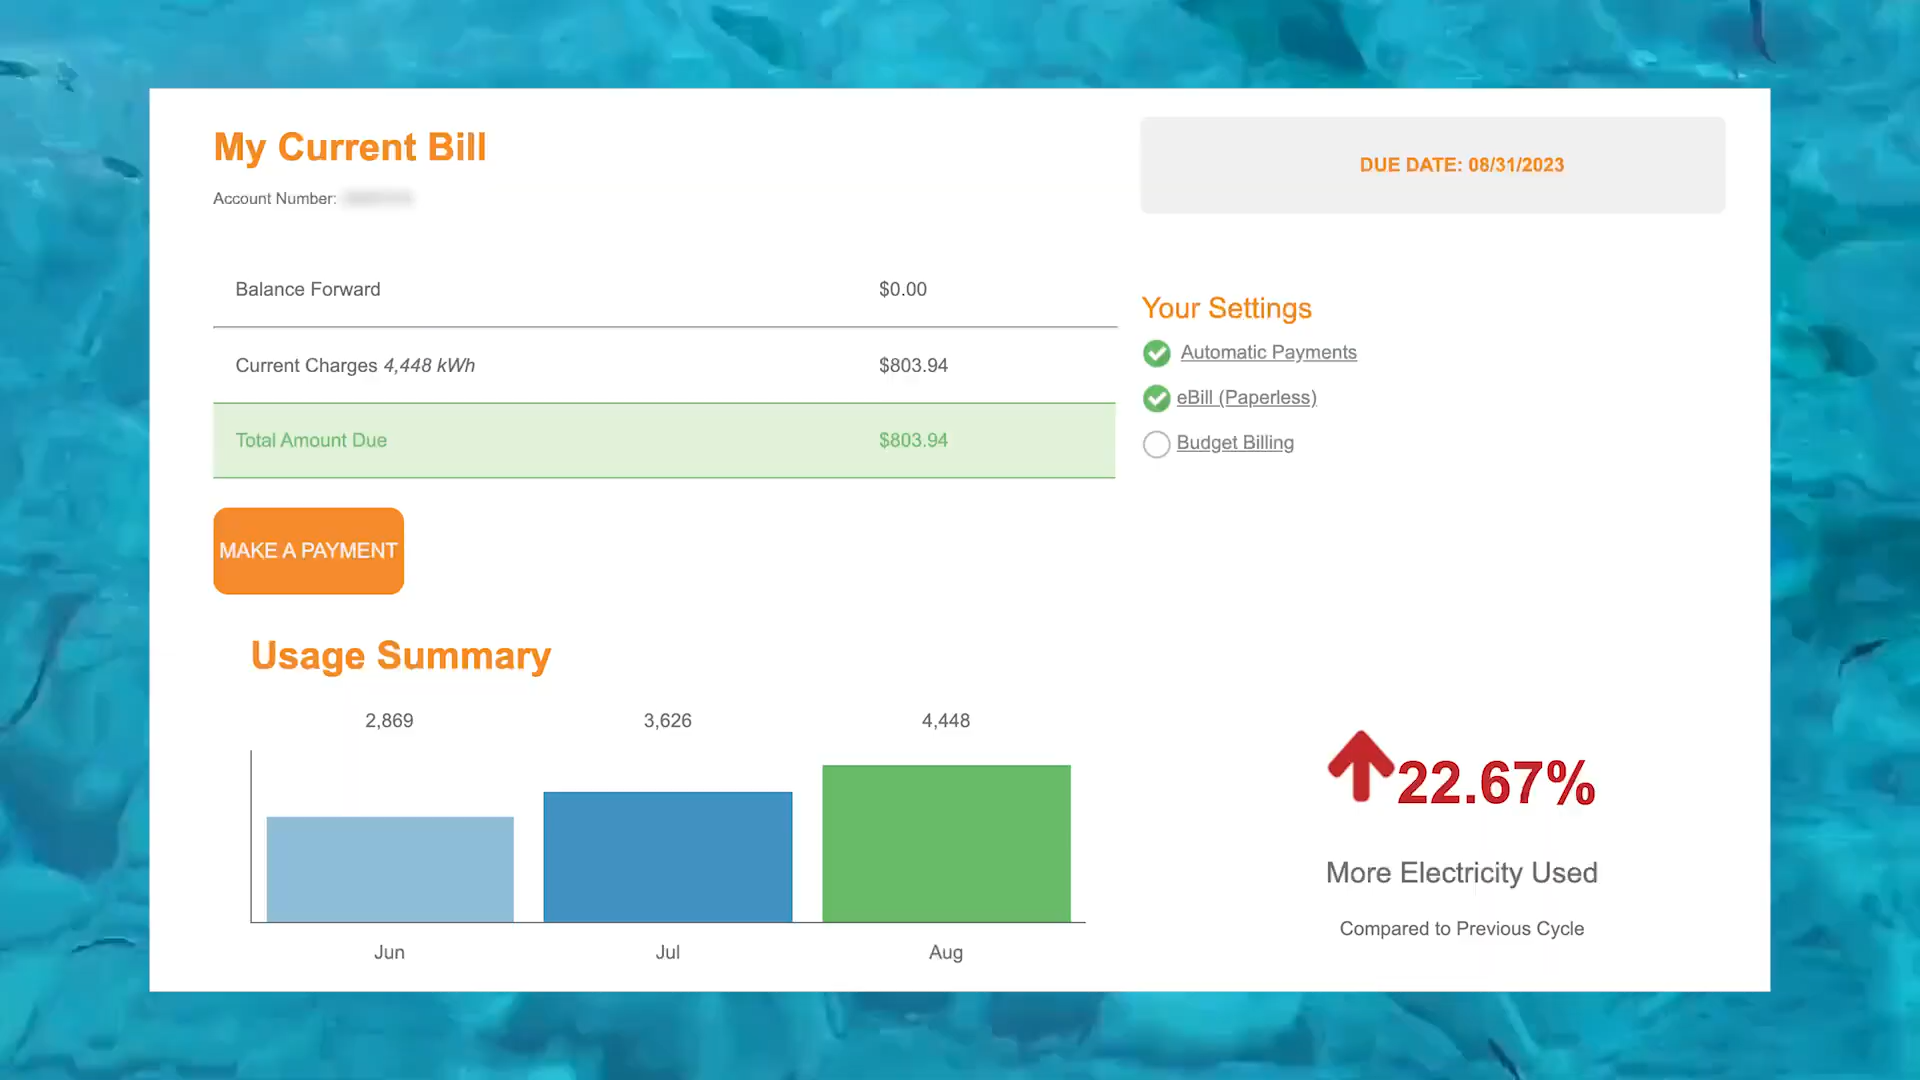 My Current Bill
Account Number:
DUE DATE: 08/31/2023
Balance Forward $0.00
Current Charges 4,448 kWh $803.94
Total Amount Due $803.94
MAKE A PAYMENT
Your Settings
Automatic Payments
eBill (Paperless)
Budget Billing
Usage Summary
2,869 3,626 4,448
Jun Jul Aug
22.67%
More Electricity Used
Compared to Previous Cycle